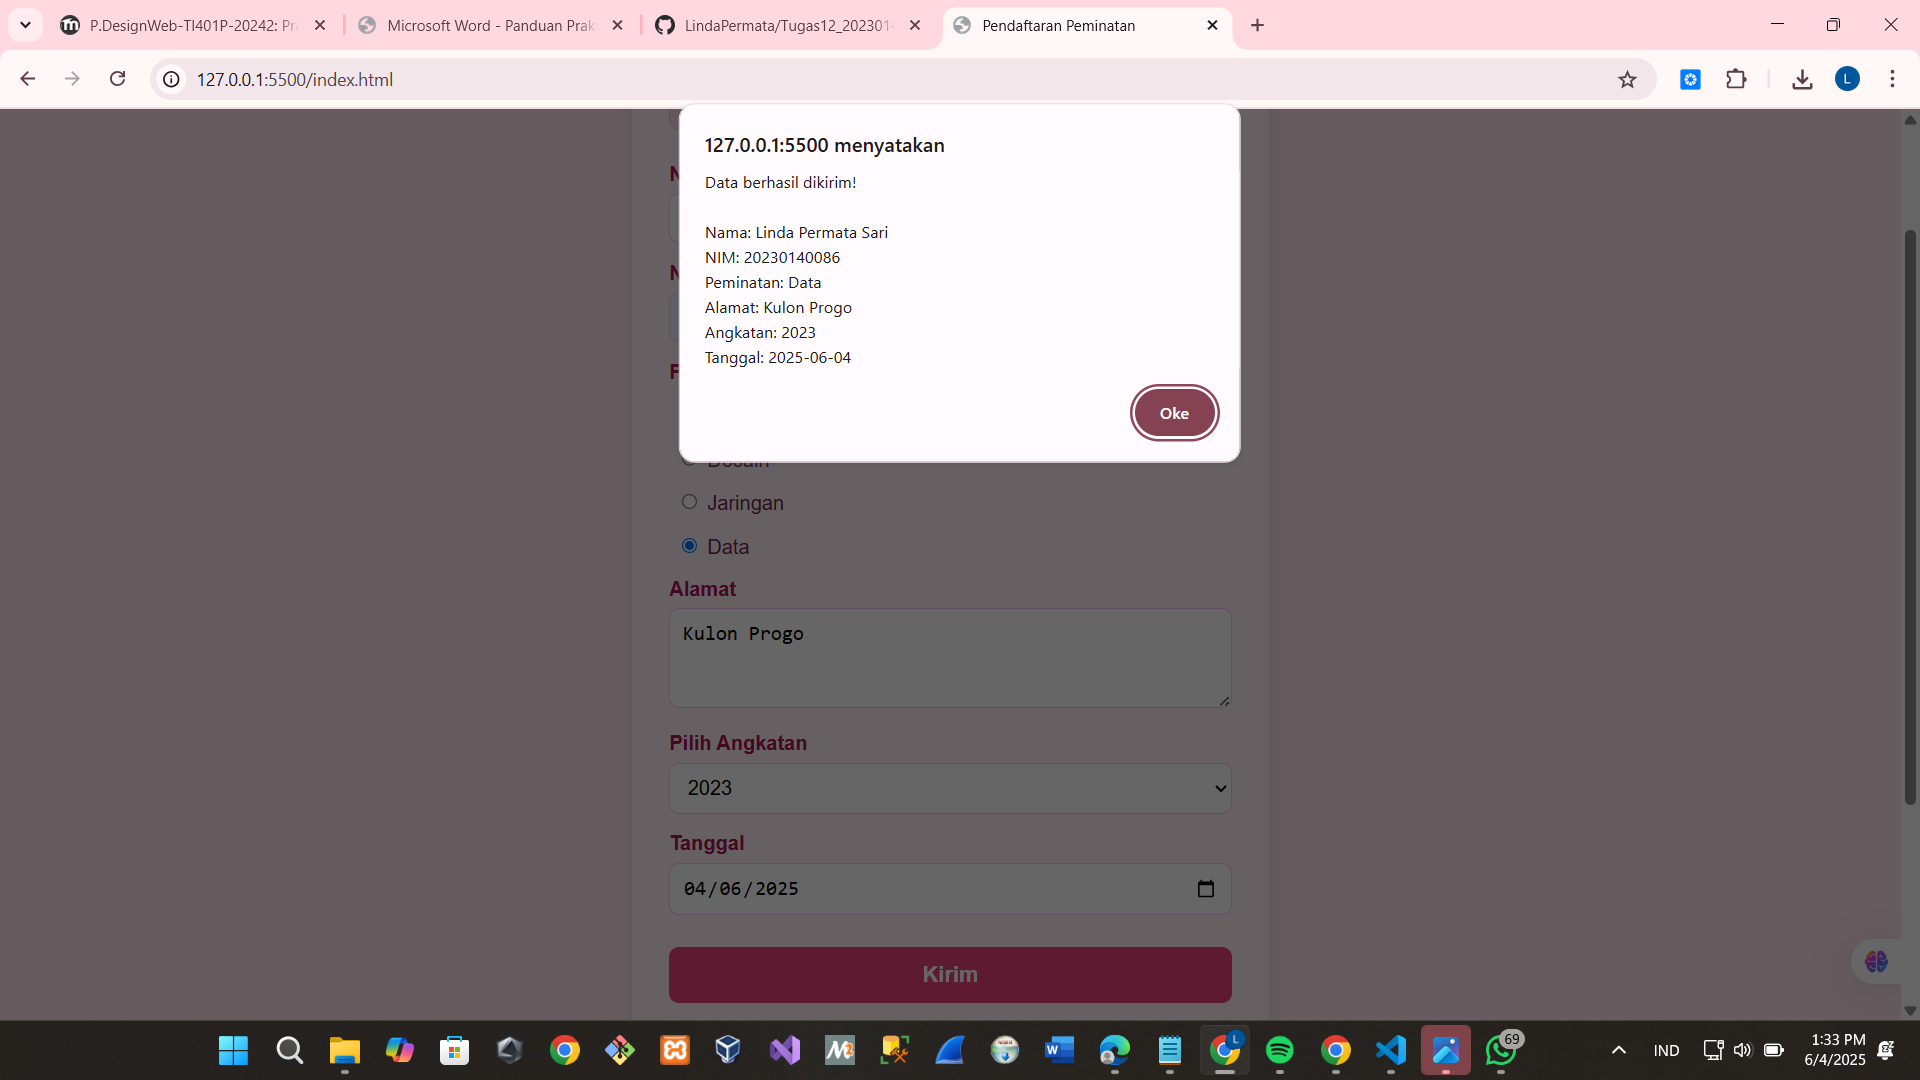 P.DesignWeb-TI401P-20242: Pra
Microsoft Word - Panduan Prak
LindaPermata/Tugas12_202301
Pendaftaran Peminatan
127.0.0.1:5500/index.html
L
127.0.0.1:5500 menyatakan
Data berhasil dikirim!
Nama: Linda Permata Sari
NIM: 20230140086
Peminatan: Data
Alamat: Kulon Progo
Angkatan: 2023
Tanggal: 2025-06-04
Oke
Jaringan
Data
Alamat
Kulon Progo
Pilih Angkatan
2023
Tanggal
04/06/2025
Kirim
L
69
IND
1:33 PM
6/4/2025